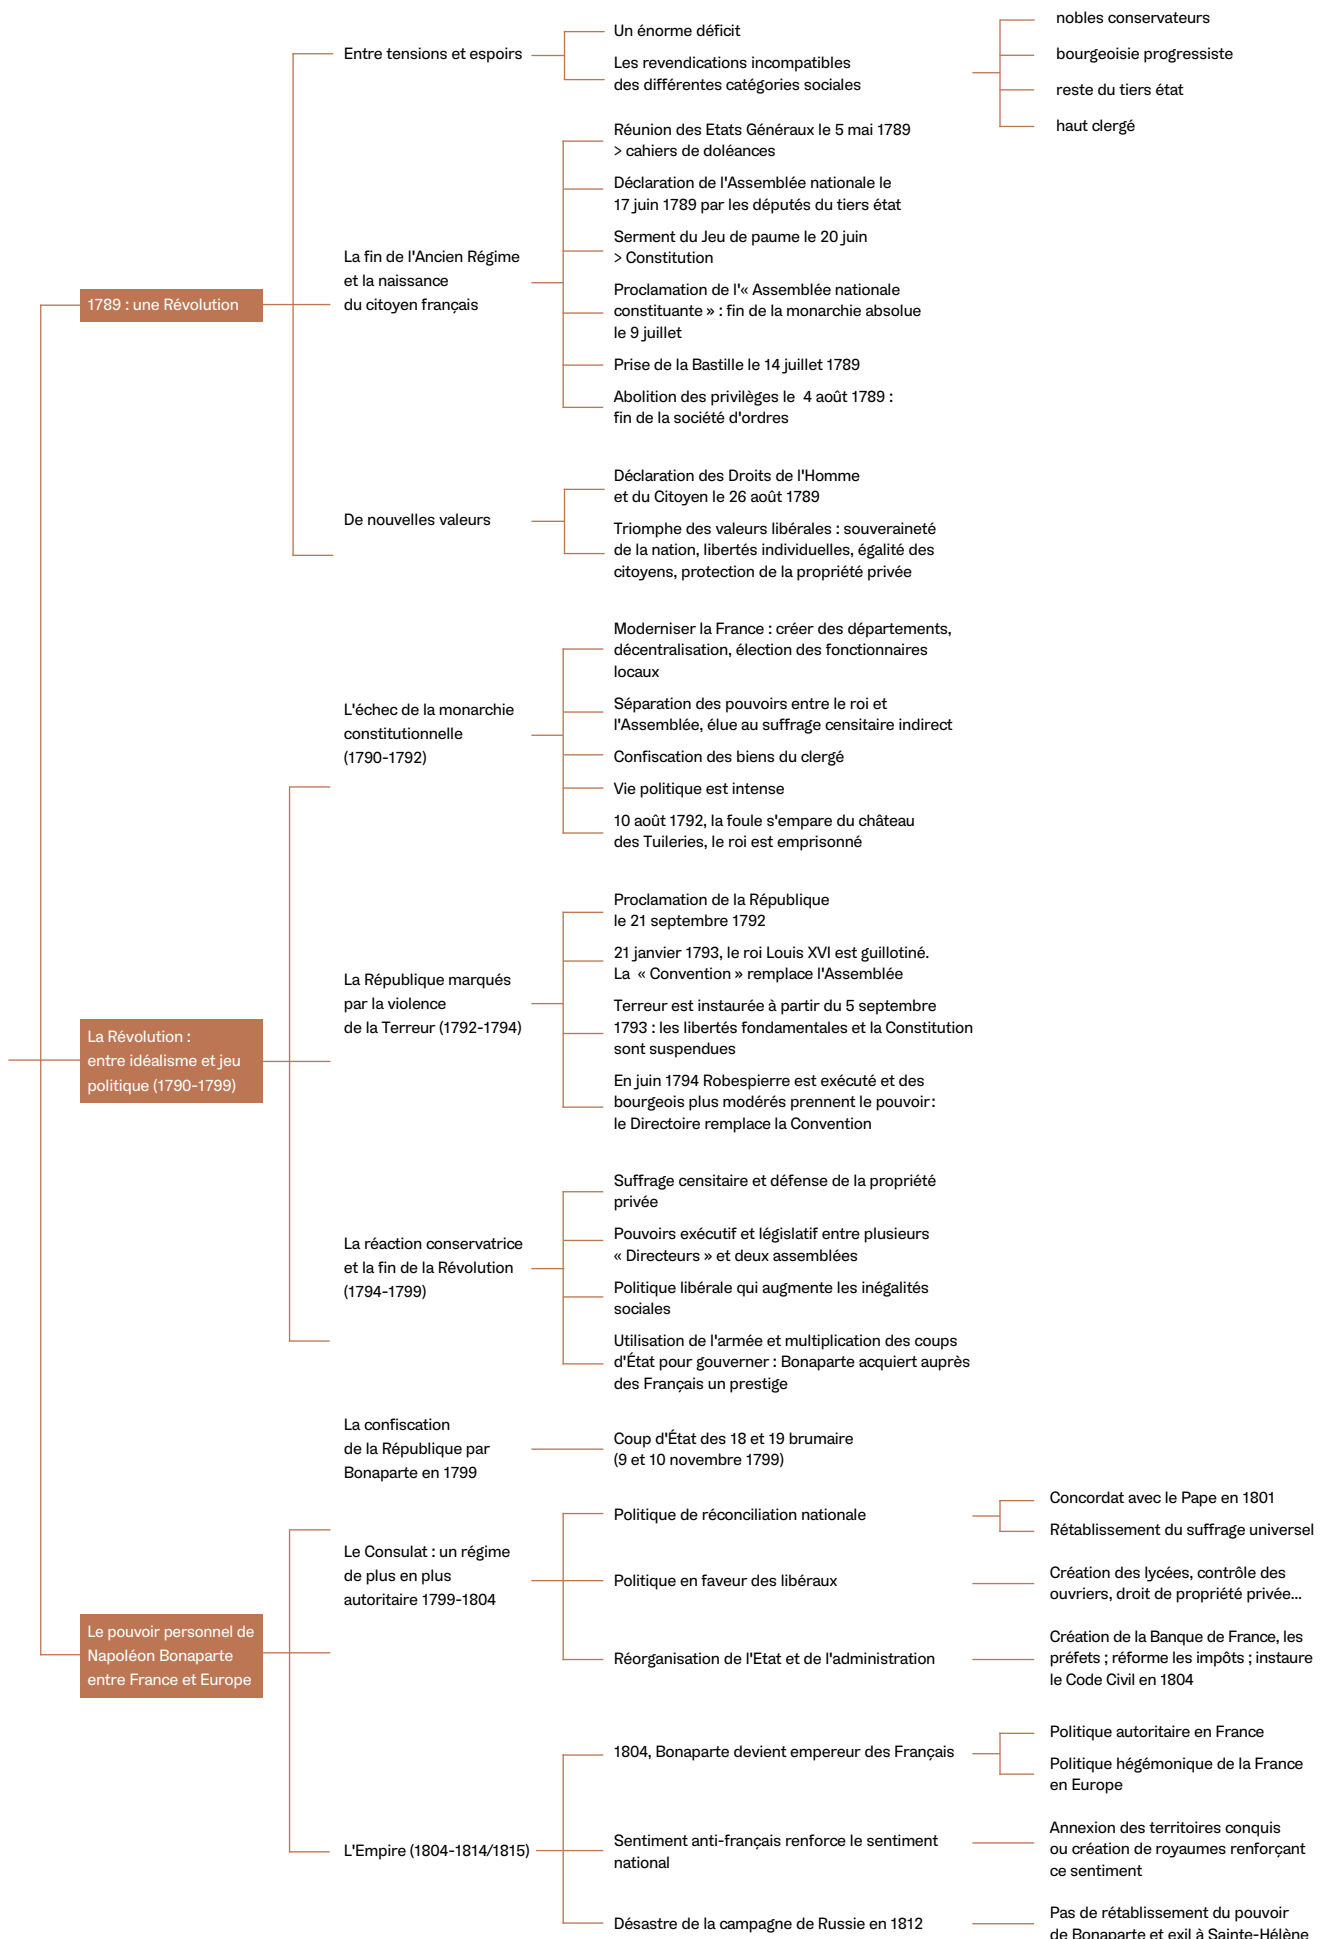 1789 : une Révolution
Entre tensions et espoirs
Un énorme déficit
Les revendications incompatibles
des différentes catégories sociales
nobles conservateurs
bourgeoisie progressiste
reste du tiers état
haut clergé
La fin de l'Ancien Régime
et la naissance
du citoyen français
Réunion des Etats Généraux le 5 mai 1789
> cahiers de doléances
Déclaration de l'Assemblée nationale le
17 juin 1789 par les députés du tiers état
Serment du Jeu de paume le 20 juin
> Constitution
Proclamation de l'« Assemblée nationale
constituante » : fin de la monarchie absolue
le 9 juillet
Prise de la Bastille le 14 juillet 1789
Abolition des privilèges le 4 août 1789 :
fin de la société d'ordres
De nouvelles valeurs
Déclaration des Droits de l'Homme
et du Citoyen le 26 août 1789
Triomphe des valeurs libérales : souveraineté
de la nation, libertés individuelles, égalité des
citoyens, protection de la propriété privée
La Révolution :
entre idéalisme et jeu
politique (1790-1799)
L'échec de la monarchie
constitutionnelle
(1790-1792)
Moderniser la France : créer des départements,
décentralisation, élection des fonctionnaires
locaux
Séparation des pouvoirs entre le roi et
l'Assemblée, élue au suffrage censitaire indirect
Confiscation des biens du clergé
Vie politique est intense
10 août 1792, la foule s'empare du château
des Tuileries, le roi est emprisonné
La République marqués
par la violence
de la Terreur (1792-1794)
Proclamation de la République
le 21 septembre 1792
21 janvier 1793, le roi Louis XVI est guillotiné.
La « Convention » remplace l'Assemblée
Terreur est instaurée à partir du 5 septembre
1793 : les libertés fondamentales et la Constitution
sont suspendues
En juin 1794 Robespierre est exécuté et des
bourgeois plus modérés prennent le pouvoir :
le Directoire remplace la Convention
La réaction conservatrice
et la fin de la Révolution
(1794-1799)
Suffrage censitaire et défense de la propriété
privée
Pouvoirs exécutif et législatif entre plusieurs
« Directeurs » et deux assemblées
Politique libérale qui augmente les inégalités
sociales
Utilisation de l'armée et multiplication des coups
d'État pour gouverner : Bonaparte acquiert auprès
des Français un prestige
Le pouvoir personnel de
Napoléon Bonaparte
entre France et Europe
La confiscation
de la République par
Bonaparte en 1799
Coup d'État des 18 et 19 brumaire
(9 et 10 novembre 1799)
Le Consulat : un régime
de plus en plus
autoritaire 1799-1804
Politique de réconciliation nationale
Concordat avec le Pape en 1801
Rétablissement du suffrage universel
Politique en faveur des libéraux
Création des lycées, contrôle des
ouvriers, droit de propriété privée...
Réorganisation de l'Etat et de l'administration
Création de la Banque de France, les
préfets ; réforme les impôts ; instaure
le Code Civil en 1804
L'Empire (1804-1814/1815)
1804, Bonaparte devient empereur des Français
Politique autoritaire en France
Politique hégémonique de la France
en Europe
Sentiment anti-français renforce le sentiment
national
Annexion des territoires conquis
ou création de royaumes renforçant
ce sentiment
Désastre de la campagne de Russie en 1812
Pas de rétablissement du pouvoir
de Bonaparte et exil à Sainte-Hélène